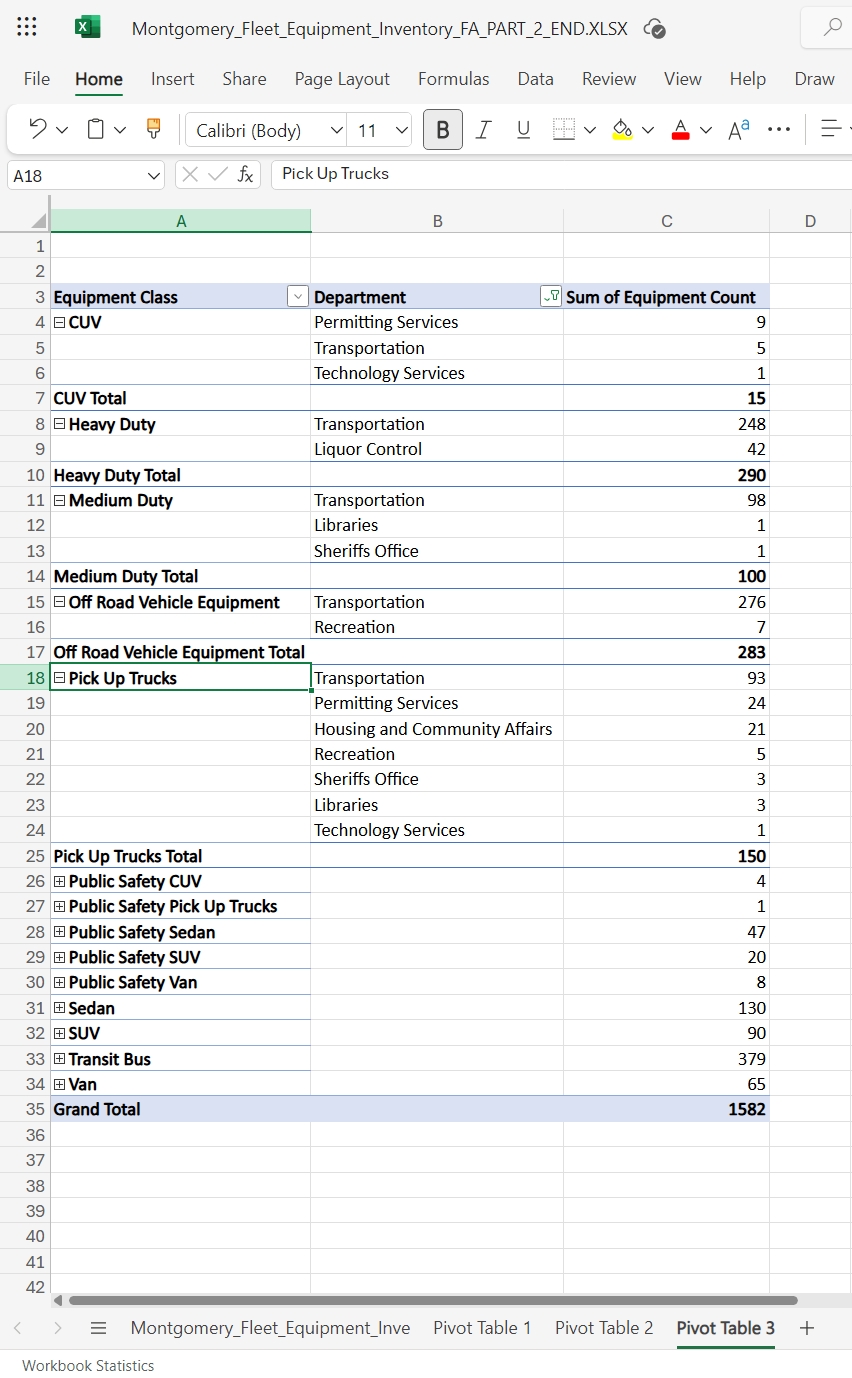 Montgomery_Fleet_Equipment_Inventory_FA_PART_2_END.XLSX
File Home Insert Share Page Layout Formulas Data Review View Help Draw
Calibri (Body) 11 B I U A Aa
A18 fx Pick Up Trucks
A B C D
1
2
3 Equipment Class Department Sum of Equipment Count
4 CUV Permitting Services 9
5 Transportation 5
6 Technology Services 1
7 CUV Total 15
8 Heavy Duty Transportation 248
9 Liquor Control 42
10 Heavy Duty Total 290
11 Medium Duty Transportation 98
12 Libraries 1
13 Sheriffs Office 1
14 Medium Duty Total 100
15 Off Road Vehicle Equipment Transportation 276
16 Recreation 7
17 Off Road Vehicle Equipment Total 283
18 Pick Up Trucks Transportation 93
19 Permitting Services 24
20 Housing and Community Affairs 21
21 Recreation 5
22 Sheriffs Office 3
23 Libraries 3
24 Technology Services 1
25 Pick Up Trucks Total 150
26 Public Safety CUV 4
27 Public Safety Pick Up Trucks 1
28 Public Safety Sedan 47
29 Public Safety SUV 20
30 Public Safety Van 8
31 Sedan 130
32 SUV 90
33 Transit Bus 379
34 Van 65
35 Grand Total 1582
36
37
38
39
40
41
42
Montgomery_Fleet_Equipment_Inve Pivot Table 1 Pivot Table 2 Pivot Table 3
Workbook Statistics